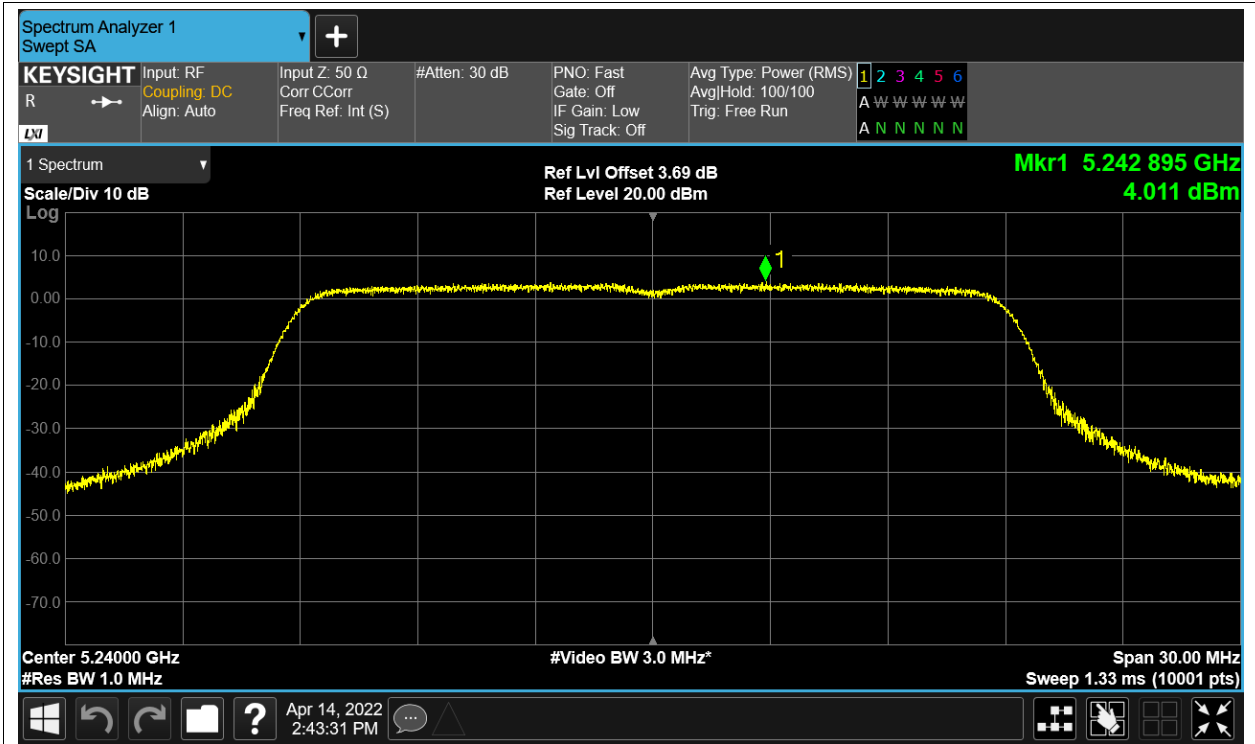 Spectrum Analyzer 1
Swept SA
KEYSIGHT
R
LXI
Input: RF
Coupling: DC
Align: Auto
Input Z: 50 Ω
Corr CCorr
Freq Ref: Int (S)
#Atten: 30 dB
PNO: Fast
Gate: Off
IF Gain: Low
Sig Track: Off
Avg Type: Power (RMS)
Avg|Hold: 100/100
Trig: Free Run
1 2 3 4 5 6
A W W W W W
A N N N N N
1 Spectrum
Scale/Div 10 dB
Log
Ref Lvl Offset 3.69 dB
Ref Level 20.00 dBm
Mkr1 5.242 895 GHz
4.011 dBm
1
10.0
0.00
-10.0
-20.0
-30.0
-40.0
-50.0
-60.0
-70.0
Center 5.24000 GHz
#Video BW 3.0 MHz*
Span 30.00 MHz
#Res BW 1.0 MHz
Sweep 1.33 ms (10001 pts)
?
Apr 14, 2022
2:43:31 PM